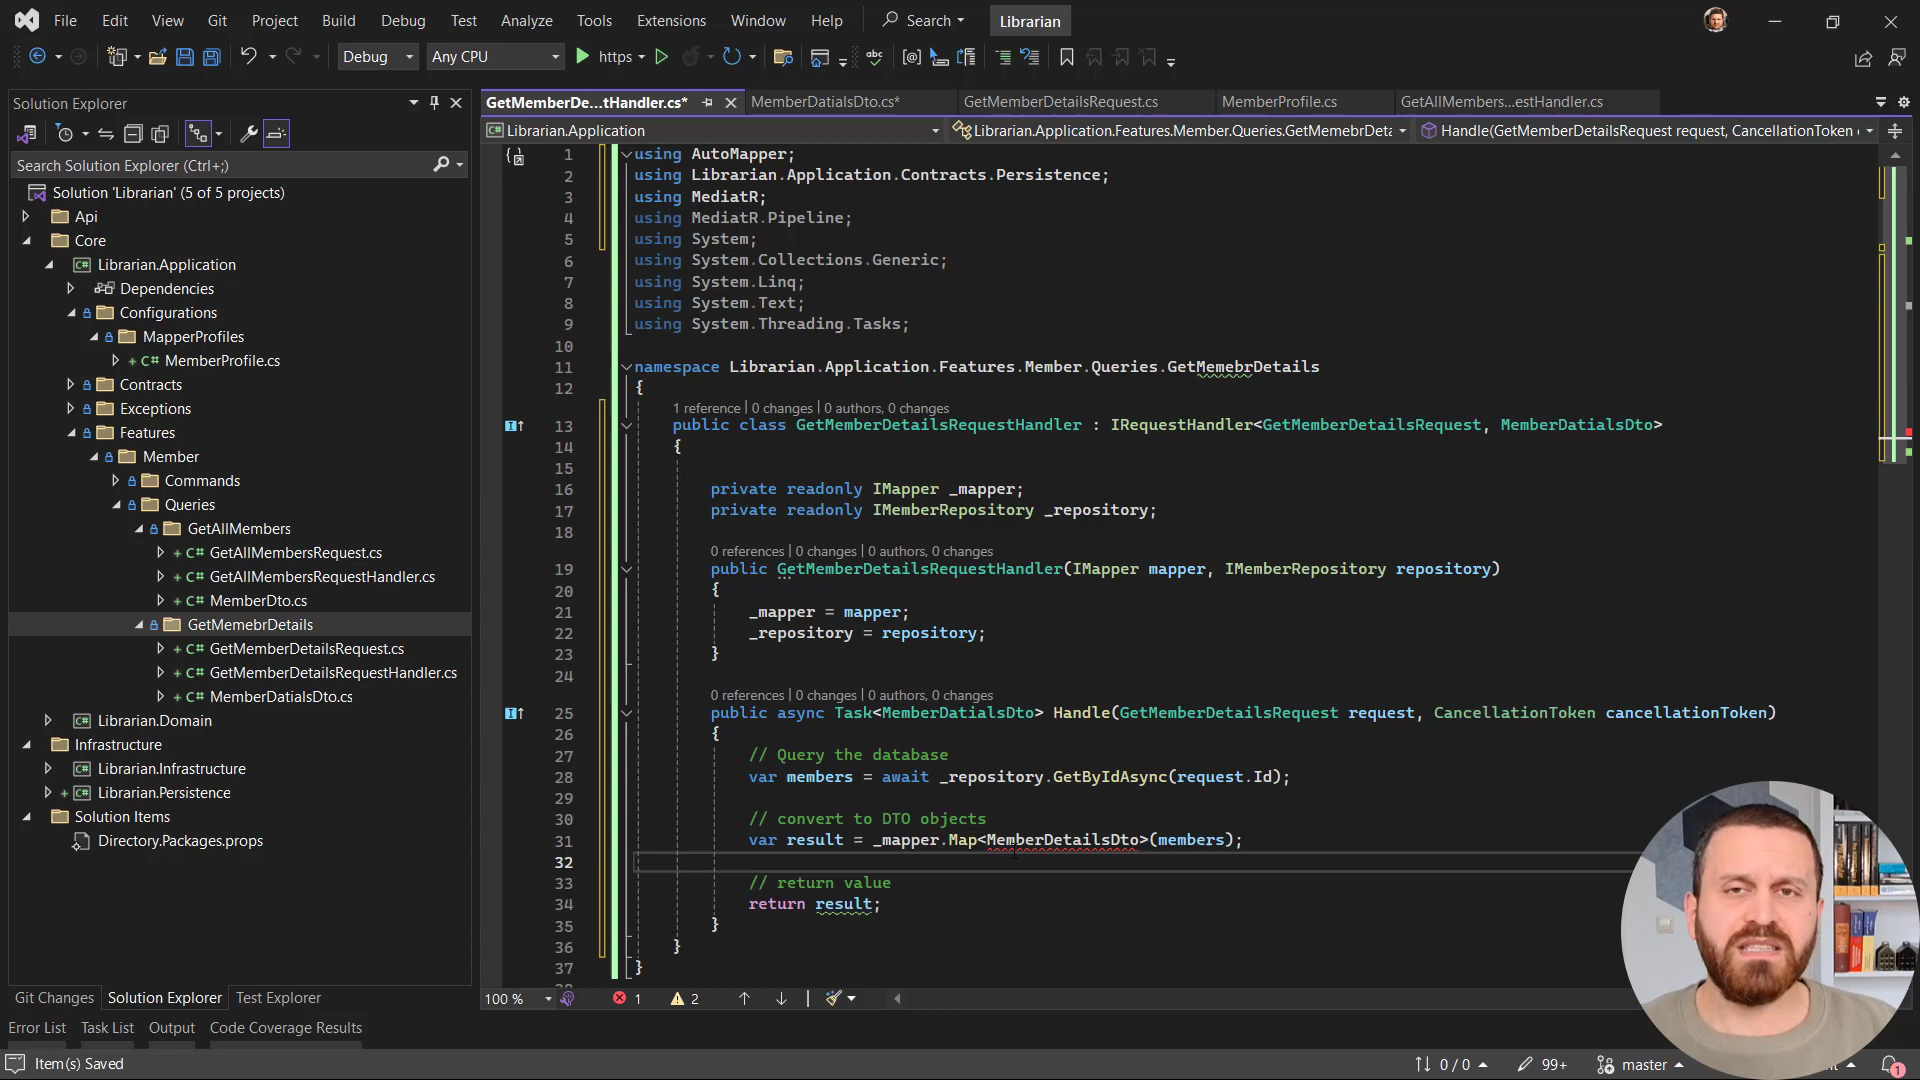 File Edit View Git Project Build Debug Test Analyze Tools Extensions Window Help Search Librarian
Debug Any CPU https
Solution Explorer
Search Solution Explorer (Ctrl+;)
Solution 'Librarian' (5 of 5 projects)
Api
Core
Librarian.Application
Dependencies
Configurations
MapperProfiles
MemberProfile.cs
Contracts
Exceptions
Features
Member
Commands
Queries
GetAllMembers
GetAllMembersRequest.cs
GetAllMembersRequestHandler.cs
MemberDto.cs
GetMemebrDetails
GetMemberDetailsRequest.cs
GetMemberDetailsRequestHandler.cs
MemberDatialsDto.cs
Librarian.Domain
Infrastructure
Librarian.Infrastructure
Librarian.Persistence
Solution Items
Directory.Packages.props
Git Changes Solution Explorer Test Explorer
GetMemberDe...tHandler.cs* MemberDatialsDto.cs* GetMemberDetailsRequest.cs MemberProfile.cs GetAllMembers...estHandler.cs
Librarian.Application Librarian.Application.Features.Member.Queries.GetMemebrDeta Handle(GetMemberDetailsRequest request, CancellationToken c
1 using AutoMapper;
2 using Librarian.Application.Contracts.Persistence;
3 using MediatR;
4 using MediatR.Pipeline;
5 using System;
6 using System.Collections.Generic;
7 using System.Linq;
8 using System.Text;
9 using System.Threading.Tasks;
10
11 namespace Librarian.Application.Features.Member.Queries.GetMemebrDetails
12 {
1 reference | 0 changes | 0 authors, 0 changes
13 public class GetMemberDetailsRequestHandler : IRequestHandler<GetMemberDetailsRequest, MemberDatialsDto>
14 {
15
16 private readonly IMapper _mapper;
17 private readonly IMemberRepository _repository;
18
0 references | 0 changes | 0 authors, 0 changes
19 public GetMemberDetailsRequestHandler(IMapper mapper, IMemberRepository repository)
20 {
21 _mapper = mapper;
22 _repository = repository;
23 }
24
0 references | 0 changes | 0 authors, 0 changes
25 public async Task<MemberDatialsDto> Handle(GetMemberDetailsRequest request, CancellationToken cancellationToken)
26 {
27 // Query the database
28 var members = await _repository.GetByIdAsync(request.Id);
29
30 // convert to DTO objects
31 var result = _mapper.Map<MemberDetailsDto>(members);
32
33 // return value
34 return result;
35 }
36 }
37 }
100 % 1 2
Error List Task List Output Code Coverage Results
Item(s) Saved 0 / 0 99+ master 1